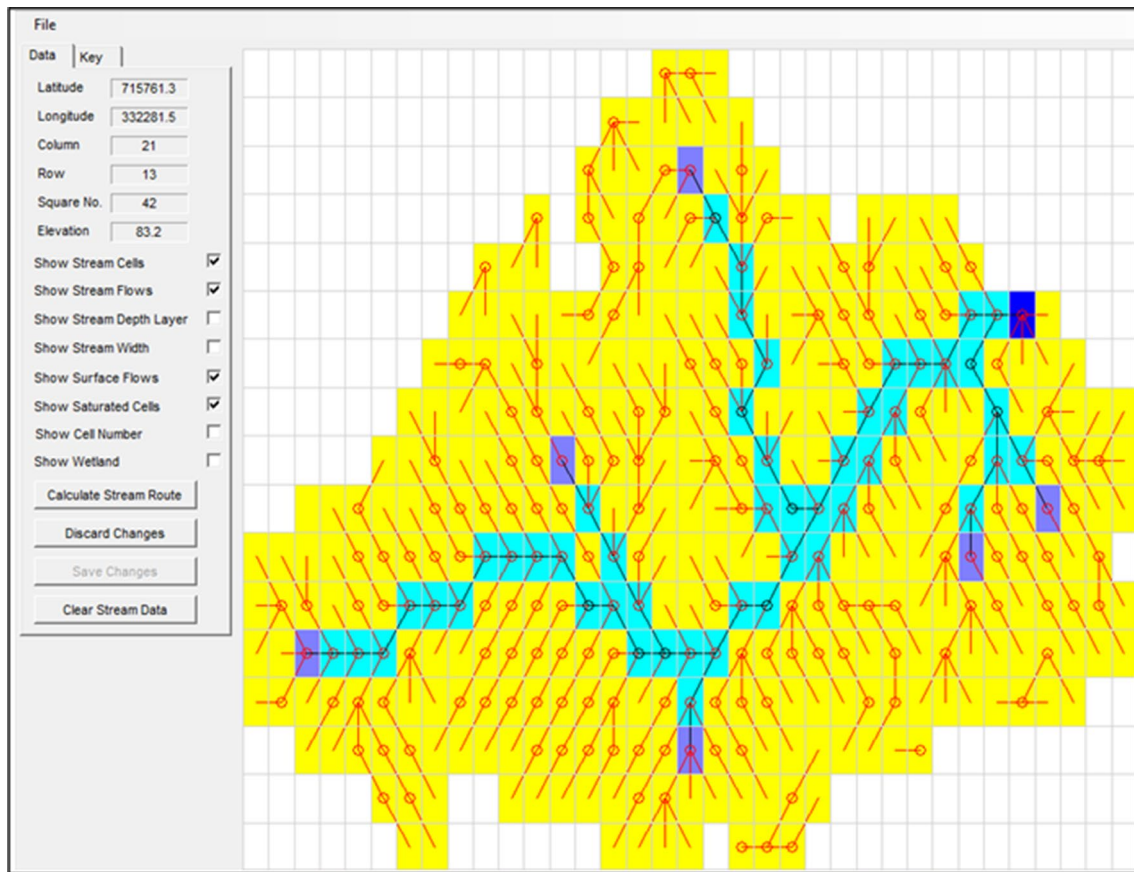 File
Data Key
Latitude 715761.3
Longitude 332281.5
Column 21
Row 13
Square No. 42
Elevation 83.2
Show Stream Cells
Show Stream Flows
Show Stream Depth Layer
Show Stream Width
Show Surface Flows
Show Saturated Cells
Show Cell Number
Show Wetland
Calculate Stream Route
Discard Changes
Save Changes
Clear Stream Data